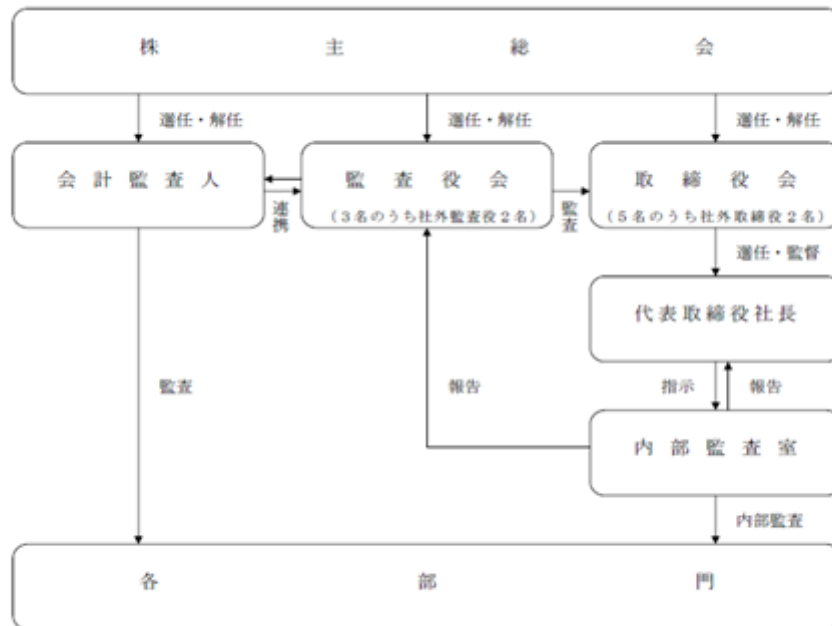 株主総会
選任・解任 選任・解任 選任・解任
会計監査人 監査役会 取締役会
連携 監査
(3名のうち社外監査役2名) (5名のうち社外取締役2名)
選任・監督
代表取締役社長
監査 報告 指示 報告
内部監査室
内部監査
各部門